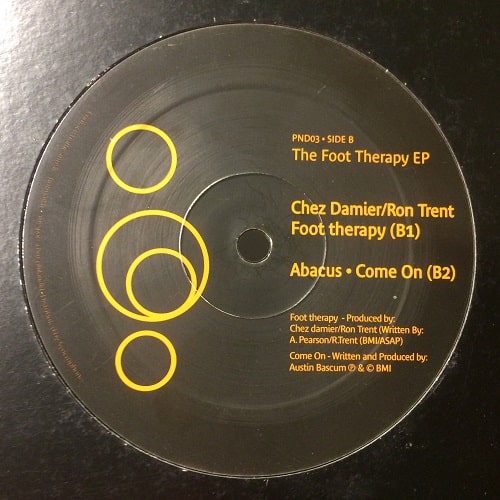 PND03 • SIDE B
The Foot Therapy EP
Chez Damier/Ron Trent
Foot therapy (B1)
Abacus • Come On (B2)
Foot therapy - Produced by:
Chez damier/Ron Trent (Written By:
A. Pearson/R.Trent (BMI/ASAP)
Come On - Written and Produced by:
Austin Bascum ℗ & © BMI